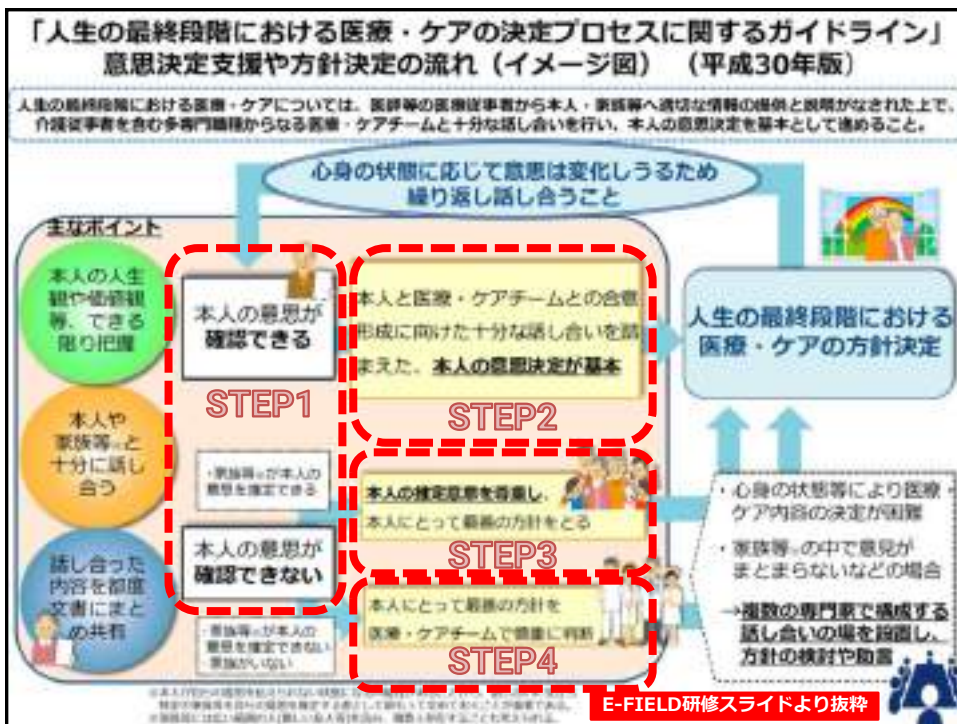 「人生の最終段階における医療・ケアの決定プロセスに関するガイドライン」
意思決定支援や方針決定の流れ（イメージ図）（平成30年版）
人生の最終段階における医療・ケアについては、医師等の医療従事者から本人・家族等へ適切な情報の提供と説明がなされた上で、
介護従事者を含む多専門職種からなる医療・ケアチームと十分な話し合いを行い、本人の意思決定を基本として進めること。
心身の状態に応じて意思は変化しうるため
繰り返し話し合うこと
主なポイント
本人の人生
観や価値観
等、できる
限り把握
本人や
家族等※と
十分に話し
合う
話し合った
内容を都度
文書にまと
め共有
本人の意思が
確認できる
STEP1
・家族等※が本人の
意思を推定できる
本人の意思が
確認できない
・家族等※が本人の
意思を推定できない
・家族がいない
本人と医療・ケアチームとの合意
形成に向けた十分な話し合いを踏
まえた、本人の意思決定が基本
STEP2
本人の推定意思を尊重し、
本人にとって最善の方針をとる
STEP3
本人にとって最善の方針を
医療・ケアチームで慎重に判断
STEP4
人生の最終段階における
医療・ケアの方針決定
・心身の状態等により医療・
ケア内容の決定が困難
・家族等※の中で意見が
まとまらないなどの場合
→複数の専門家で構成する
話し合いの場を設置し、
方針の検討や助言
E-FIELD研修スライドより抜粋